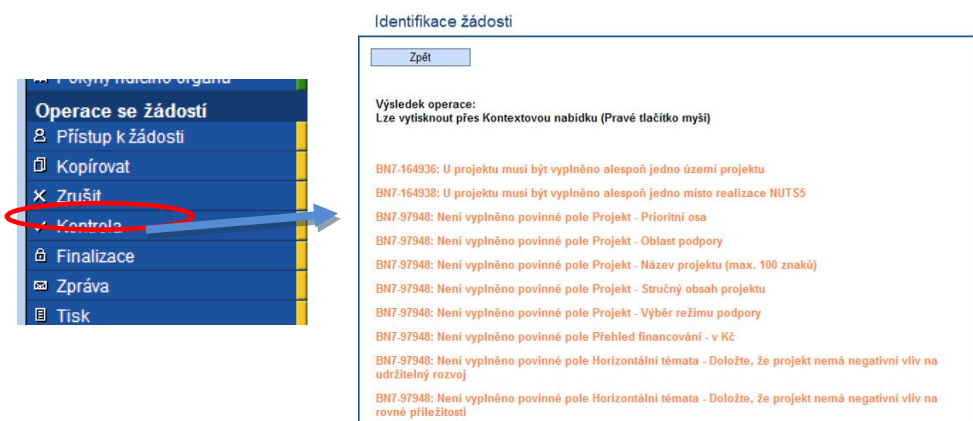 Identifikace žádosti
Zpět
Výsledek operace:
Lze vytisknout přes Kontextovou nabídku (Pravé tlačítko myši)
BN7-164936: U projektu musí být vyplněno alespoň jedno území projektu
BN7-164938: U projektu musí být vyplněno alespoň jedno místo realizace NUTS5
BN7-97948: Není vyplněno povinné pole Projekt - Prioritní osa
BN7-97948: Není vyplněno povinné pole Projekt - Oblast podpory
BN7-97948: Není vyplněno povinné pole Projekt - Název projektu (max. 100 znaků)
BN7-97948: Není vyplněno povinné pole Projekt - Stručný obsah projektu
BN7-97948: Není vyplněno povinné pole Projekt - Výběr režimu podpory
BN7-97948: Není vyplněno povinné pole Přehled financování - v Kč
BN7-97948: Není vyplněno povinné pole Horizontální témata - Doložte, že projekt nemá negativní vliv na
udržitelný rozvoj
BN7-97948: Není vyplněno povinné pole Horizontální témata - Doložte, že projekt nemá negativní vliv na
rovné příležitosti
Pokyny řídícího orgánu
Operace se žádostí
Přístup k žádosti
Kopírovat
Zrušit
Kontrola
Finalizace
Zpráva
Tisk